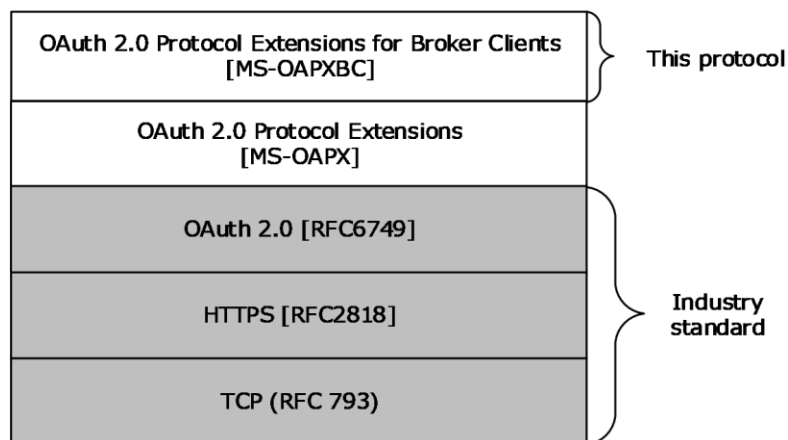 OAuth 2.0 Protocol Extensions for Broker Clients
[MS-OAPXBC]
This protocol
OAuth 2.0 Protocol Extensions
[MS-OAPX]
OAuth 2.0 [RFC6749]
HTTPS [RFC2818]
Industry
standard
TCP (RFC 793)